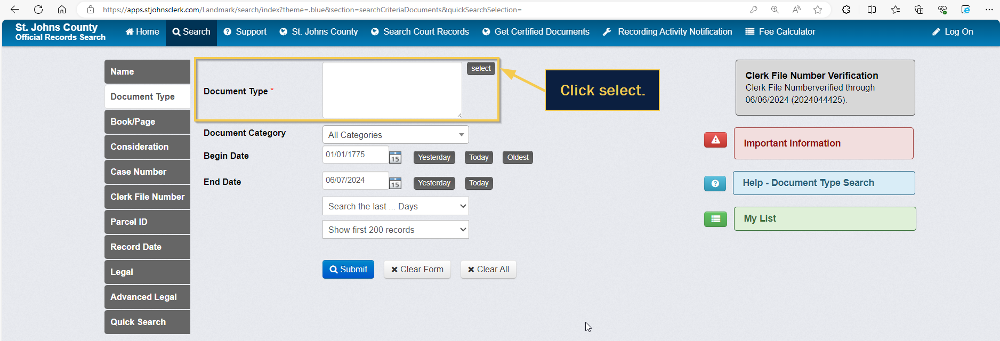 https://apps.stjohnsclerk.com/Landmark/search/index?theme=.blue&section=searchCriteriaDocuments&quickSearchSelection=
St. Johns County
Official Records Search
Home
Search
Support
St. Johns County
Search Court Records
Get Certified Documents
Recording Activity Notification
Fee Calculator
Log On
Name
Document Type
Book/Page
Consideration
Case Number
Clerk File Number
Parcel ID
Record Date
Legal
Advanced Legal
Quick Search
Document Type *
select
Click select.
Document Category
All Categories
Begin Date
01/01/1775
15
Yesterday
Today
Oldest
End Date
06/07/2024
15
Yesterday
Today
Search the last ... Days
Show first 200 records
Submit
Clear Form
Clear All
Clerk File Number Verification
Clerk File Numberverified through
06/06/2024 (2024044425).
Important Information
Help - Document Type Search
My List